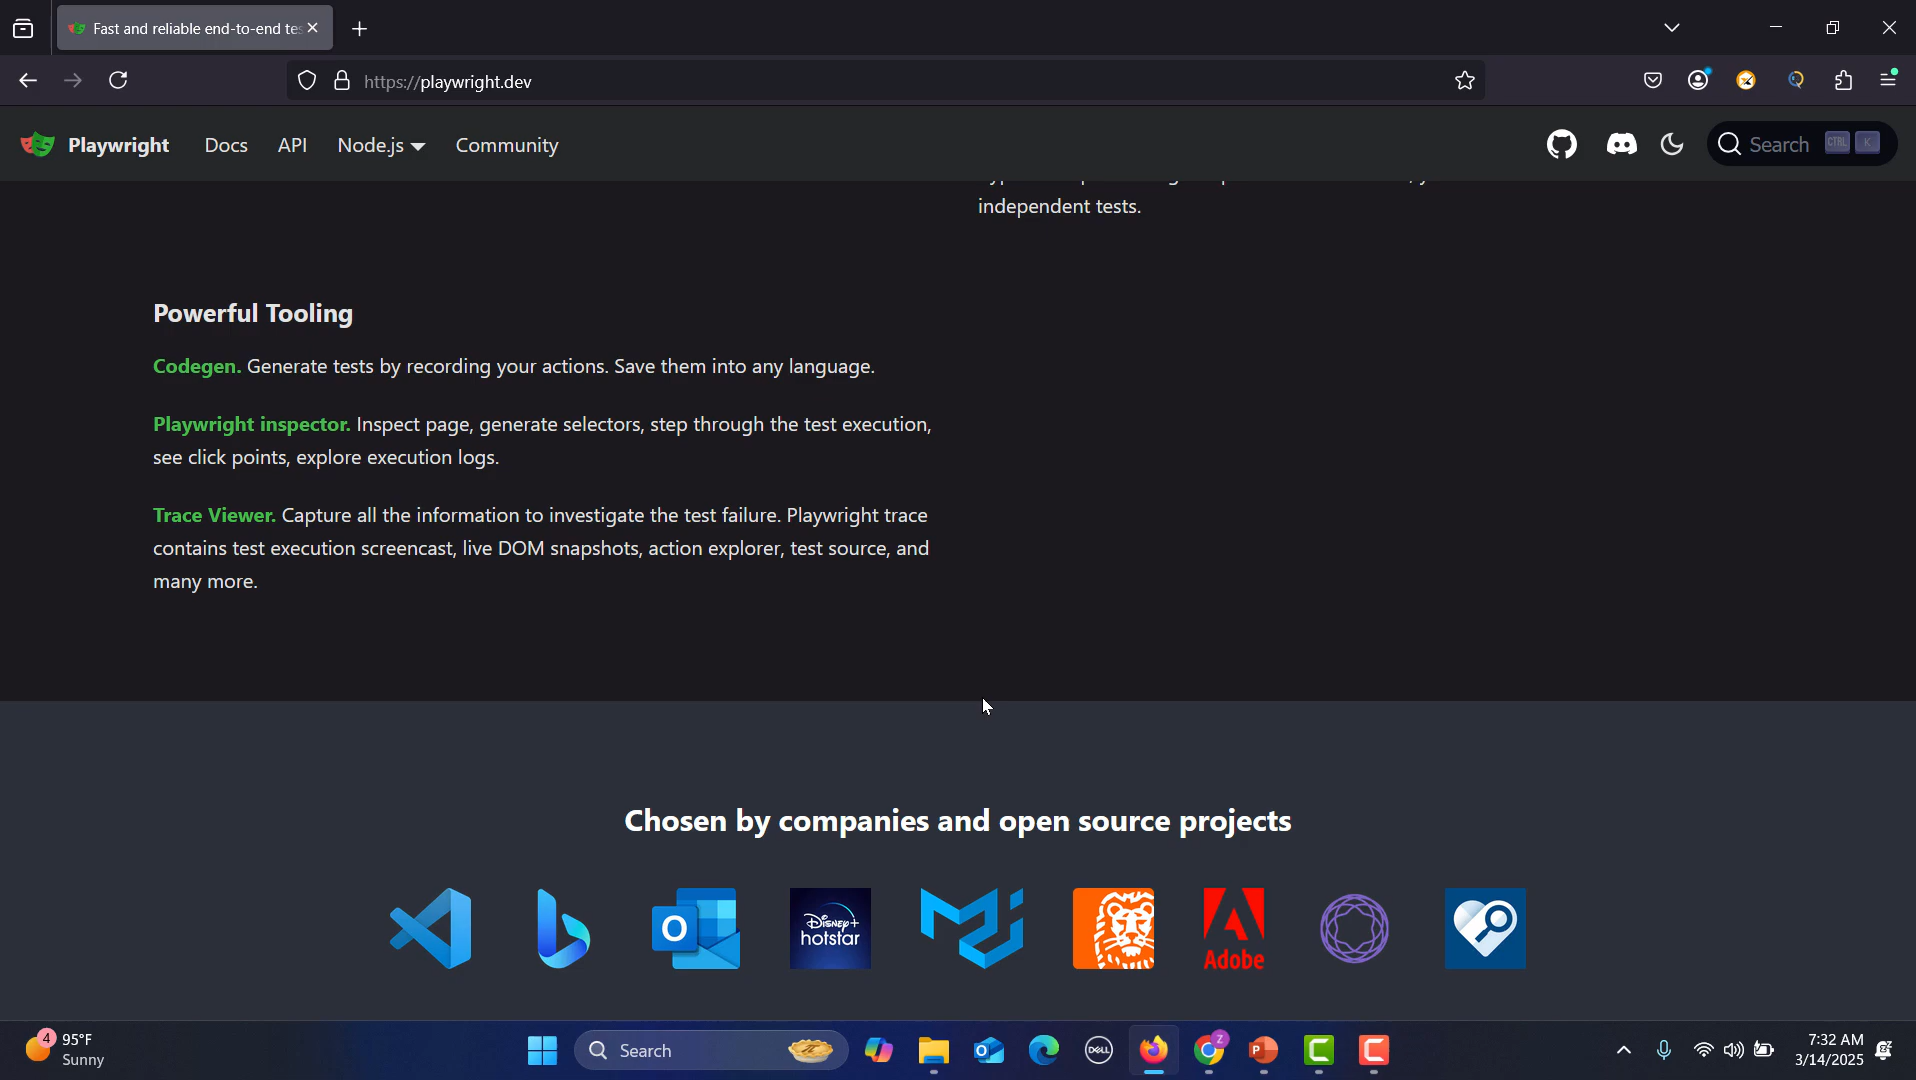 Fast and reliable end-to-end tes
https://playwright.dev
Playwright Docs API Node.js Community
Search CTRL K
independent tests.
Powerful Tooling
Codegen. Generate tests by recording your actions. Save them into any language.
Playwright inspector. Inspect page, generate selectors, step through the test execution,
see click points, explore execution logs.
Trace Viewer. Capture all the information to investigate the test failure. Playwright trace
contains test execution screencast, live DOM snapshots, action explorer, test source, and
many more.
Chosen by companies and open source projects
O
Disney+
hotstar
Adobe
4
95°F
Sunny
Search
O
DELL
Z
P
C
C
7:32 AM
3/14/2025